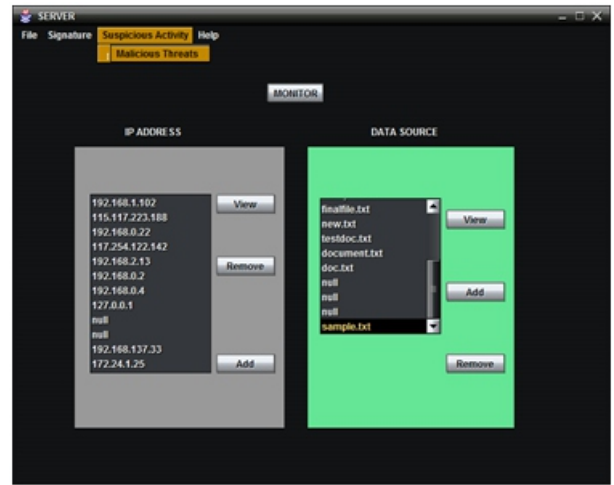 SERVER
File Signature Suspicious Activity Help
Malicious Threats
MONITOR
IP ADDRESS
192.168.1.102
115.117.223.188
192.168.0.22
117.254.122.142
192.168.2.13
192.168.0.2
192.168.0.4
127.0.0.1
null
null
192.168.137.33
172.24.1.25
View
Remove
Add
DATA SOURCE
finalfile.txt
new.txt
testdoc.txt
document.txt
doc.txt
null
null
null
sample.txt
View
Add
Remove